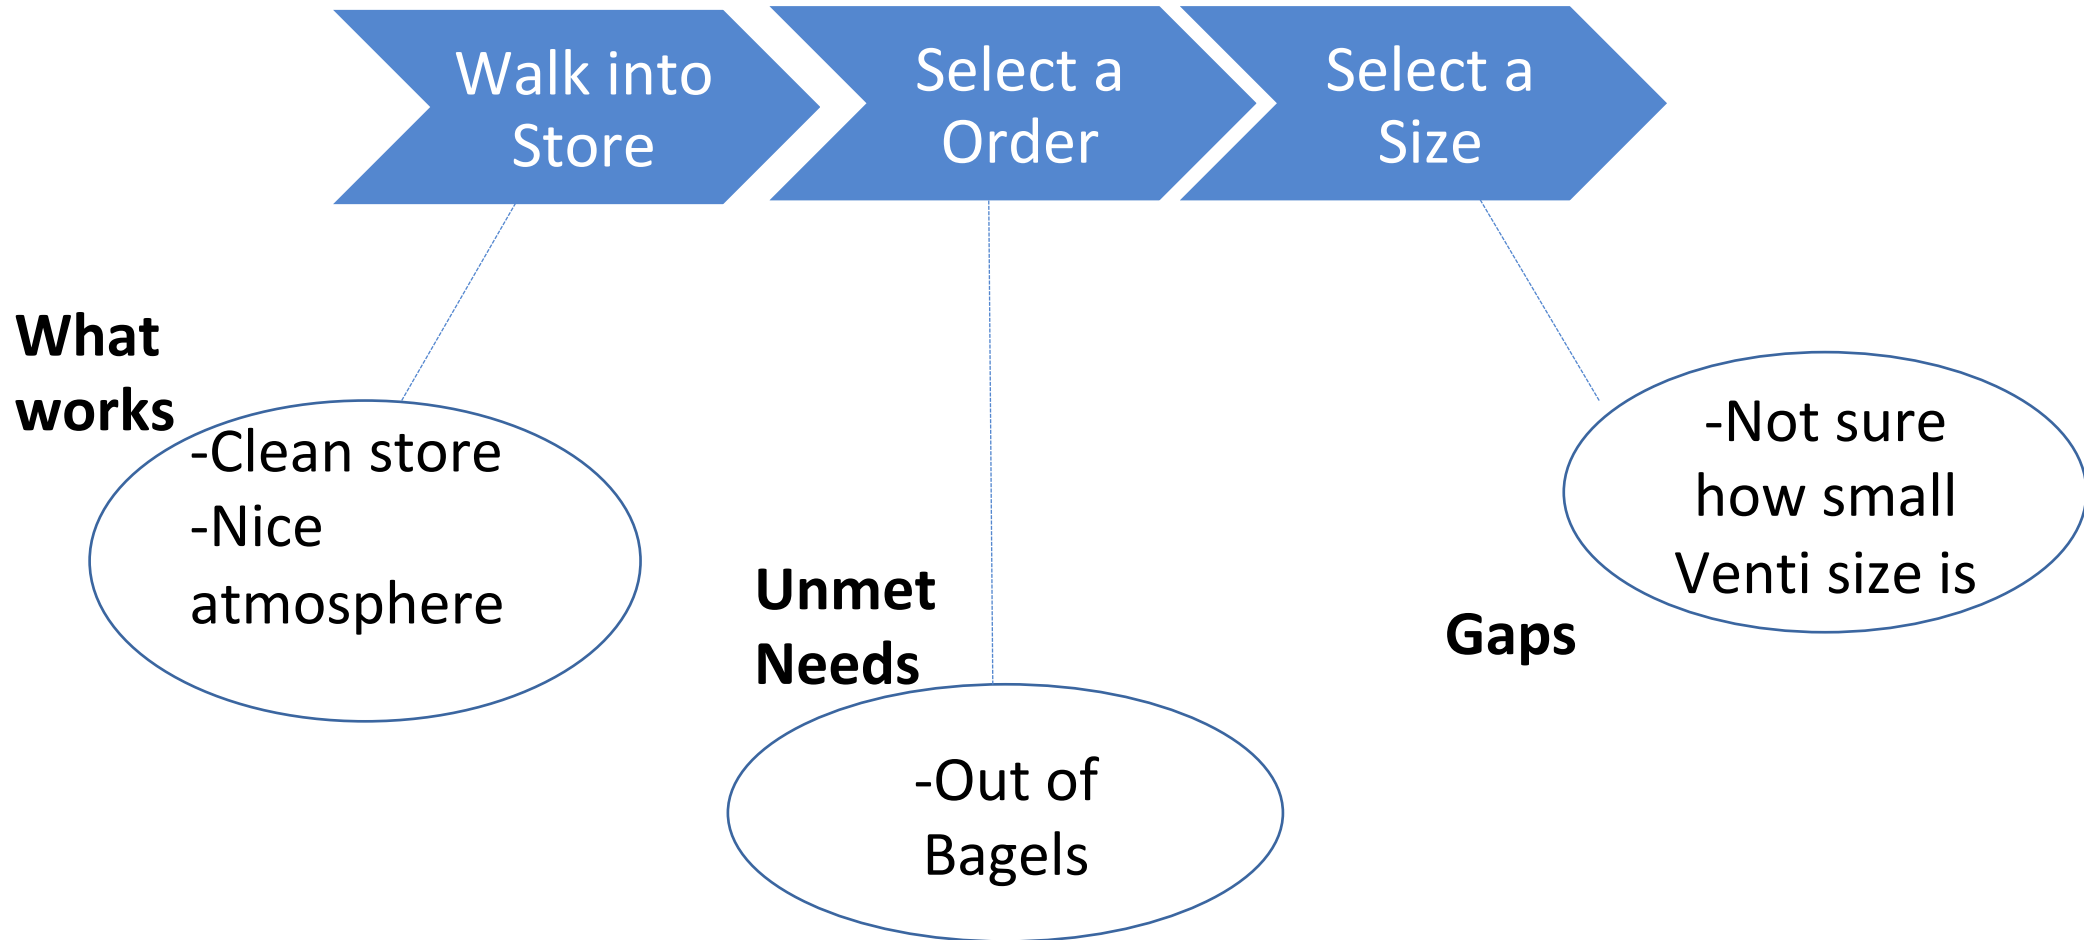 Walk into
Store
Select a
Order
Select a
Size
What
works
-Clean store
-Nice
atmosphere
Unmet
Needs
-Out of
Bagels
Gaps
-Not sure
how small
Venti size is